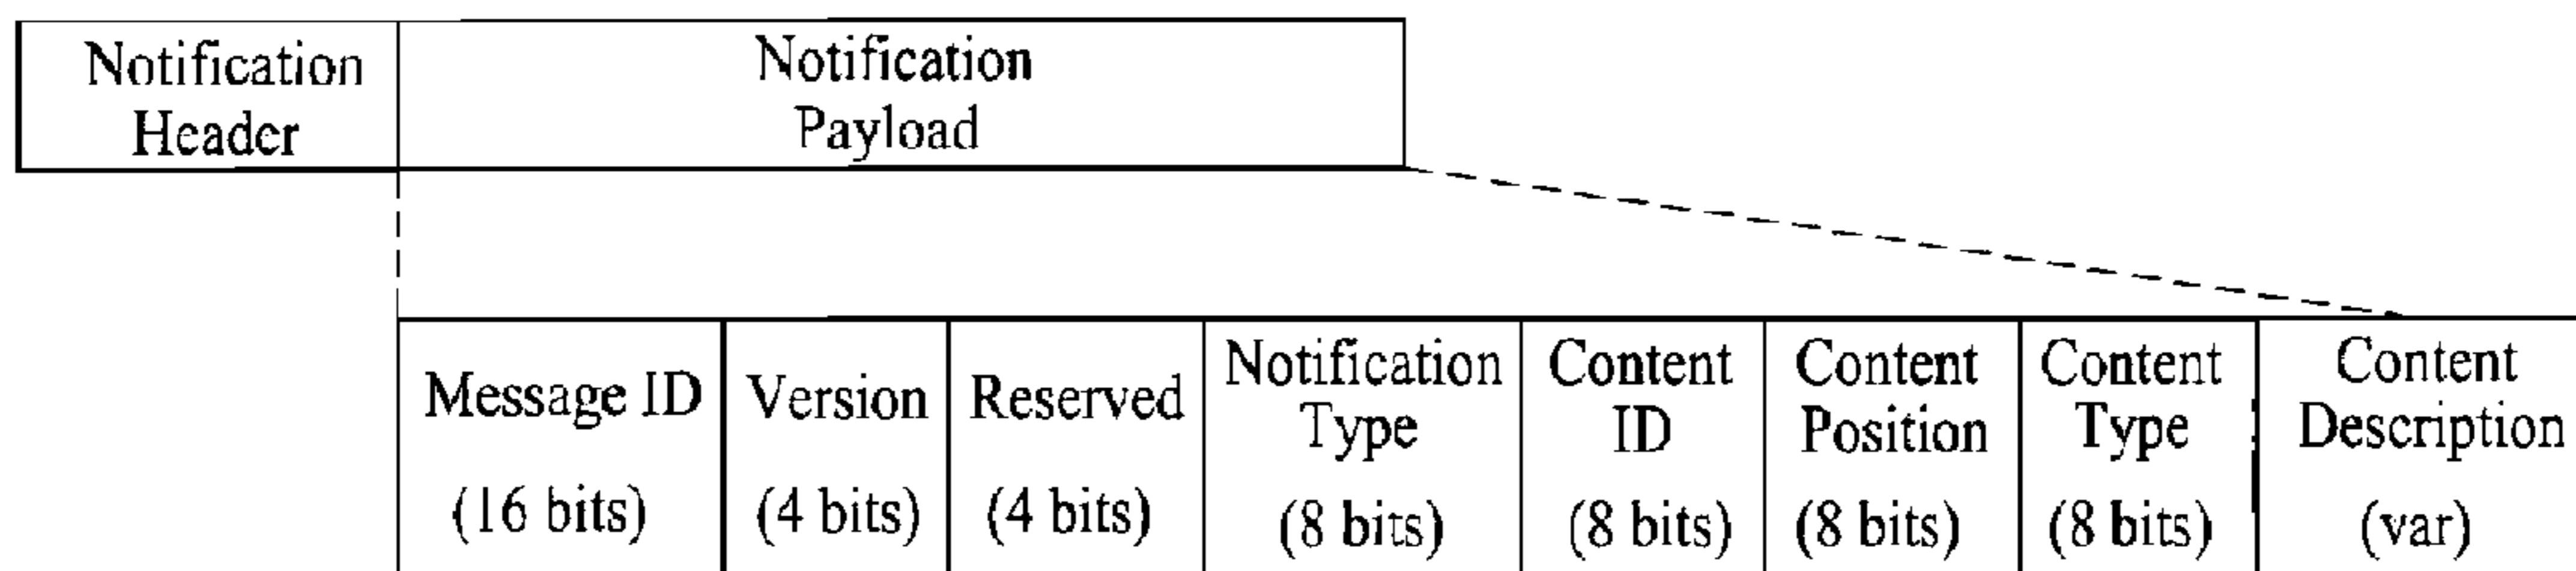 Notification
Header
Notification
Payload
Message ID
(16 bits)
Version
(4 bits)
Reserved
(4 bits)
Notification
Type
(8 bits)
Content
ID
(8 bits)
Content
Position
(8 bits)
Content
Type
(8 bits)
Content
Description
(var)